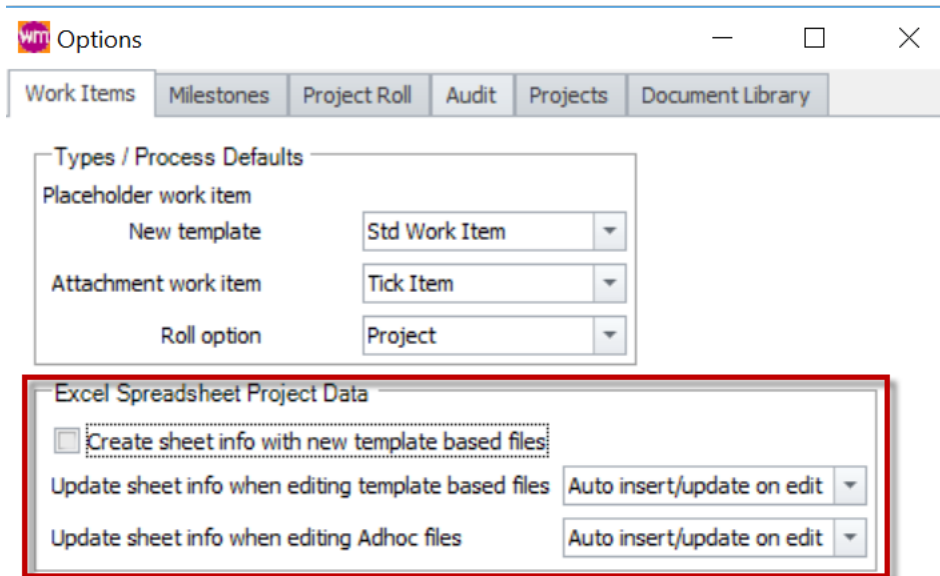 wm Options
Work Items Milestones Project Roll Audit Projects Document Library
Types / Process Defaults
Placeholder work item
New template Std Work Item
Attachment work item Tick Item
Roll option Project
Excel Spreadsheet Project Data
Create sheet info with new template based files
Update sheet info when editing template based files Auto insert/update on edit
Update sheet info when editing Adhoc files Auto insert/update on edit